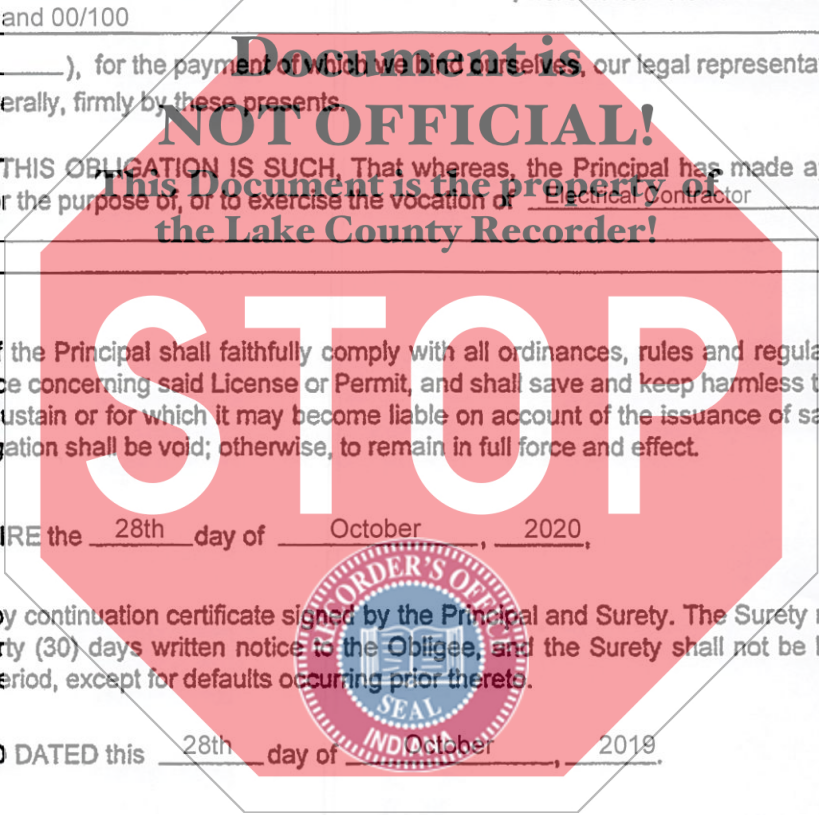 and 00/100
Document is
), for the payment of which we bind ourselves, our legal representa
erally, firmly by these presents.
NOT OFFICIAL!
THIS OBLIGATION IS SUCH, That whereas, the Principal has made a
This Document is the property of
r the purpose of, or to exercise the vocation of Electrical Contractor
the Lake County Recorder!
STOP
f the Principal shall faithfully comply with all ordinances, rules and regula
ce concerning said License or Permit, and shall save and keep harmless t
ustain or for which it may become liable on account of the issuance of sa
gation shall be void; otherwise, to remain in full force and effect.
IRE the 28th day of October, 2020.
RECORDER'S OFFICE
by continuation certificate signed by the Principal and Surety. The Surety
rty (30) days written notice to the Obligee, and the Surety shall not be
eriod, except for defaults occurring prior thereto.
SEAL
INDIANA
DATED this 28th day of October, 2019.